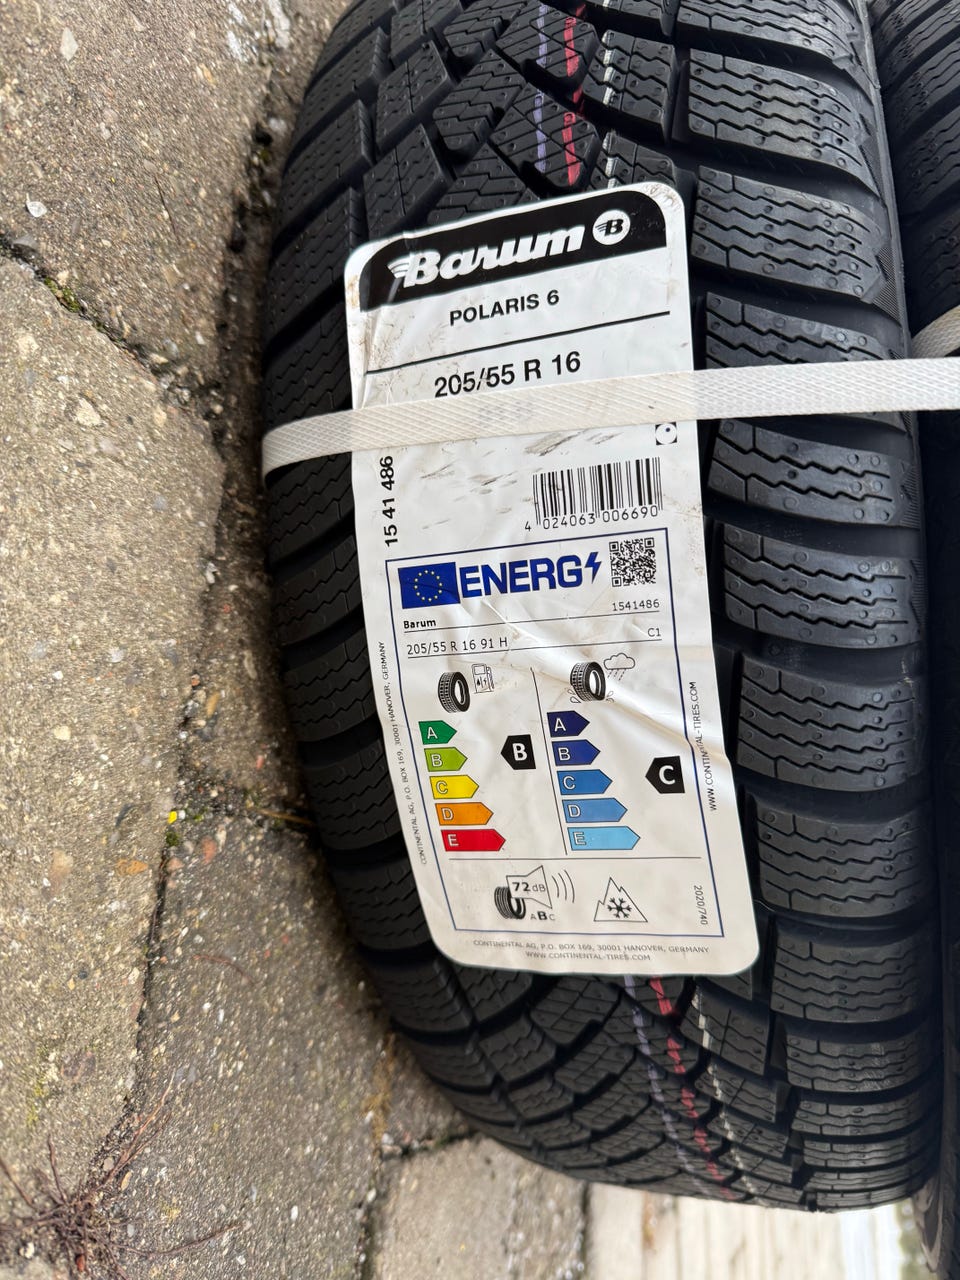 Barum B
POLARIS 6
205/55 R 16
15 41 486
4 024063 006690
ENERG
Barum 1541486
205/55 R 16 91 H C1
A A
B B B
C C C
D D
E E
72 dB
ABC
2020/740
CONTINENTAL AG, P.O. BOX 169, 30001 HANOVER, GERMANY
WWW.CONTINENTAL-TIRES.COM
CONTINENTAL AG, P.O. BOX 169, 30001 HANOVER, GERMANY
WWW.CONTINENTAL-TIRES.COM